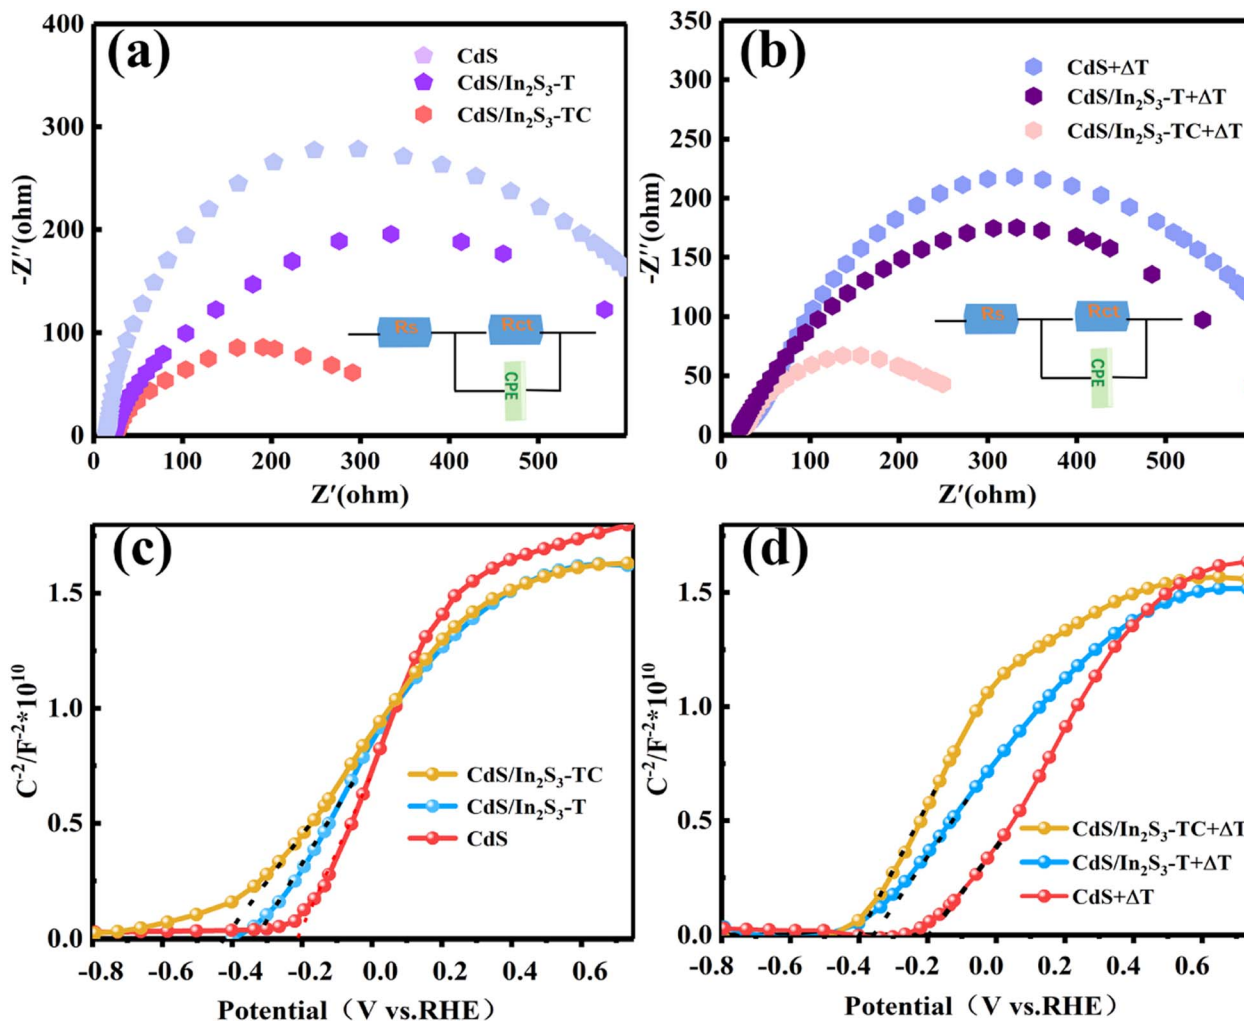 (a)
CdS
CdS/In₂S₃-T
CdS/In₂S₃-TC
400
300
200
100
0
-Z''(ohm)
0 100 200 300 400 500
Z'(ohm)
Rs
Rct
CPE
(b)
CdS+ΔT
CdS/In₂S₃-T+ΔT
CdS/In₂S₃-TC+ΔT
350
300
250
200
150
100
50
0
-Z''(ohm)
0 100 200 300 400 500
Z'(ohm)
Rs
Rct
CPE
(c)
1.5
1.0
0.5
0.0
C⁻²/F⁻²*10¹⁰
CdS/In₂S₃-TC
CdS/In₂S₃-T
CdS
-0.8 -0.6 -0.4 -0.2 0.0 0.2 0.4 0.6
Potential（V vs.RHE）
(d)
1.5
1.0
0.5
0.0
C⁻²/F⁻²*10¹⁰
CdS/In₂S₃-TC+ΔT
CdS/In₂S₃-T+ΔT
CdS+ΔT
-0.8 -0.6 -0.4 -0.2 0.0 0.2 0.4 0.6
Potential（V vs.RHE）